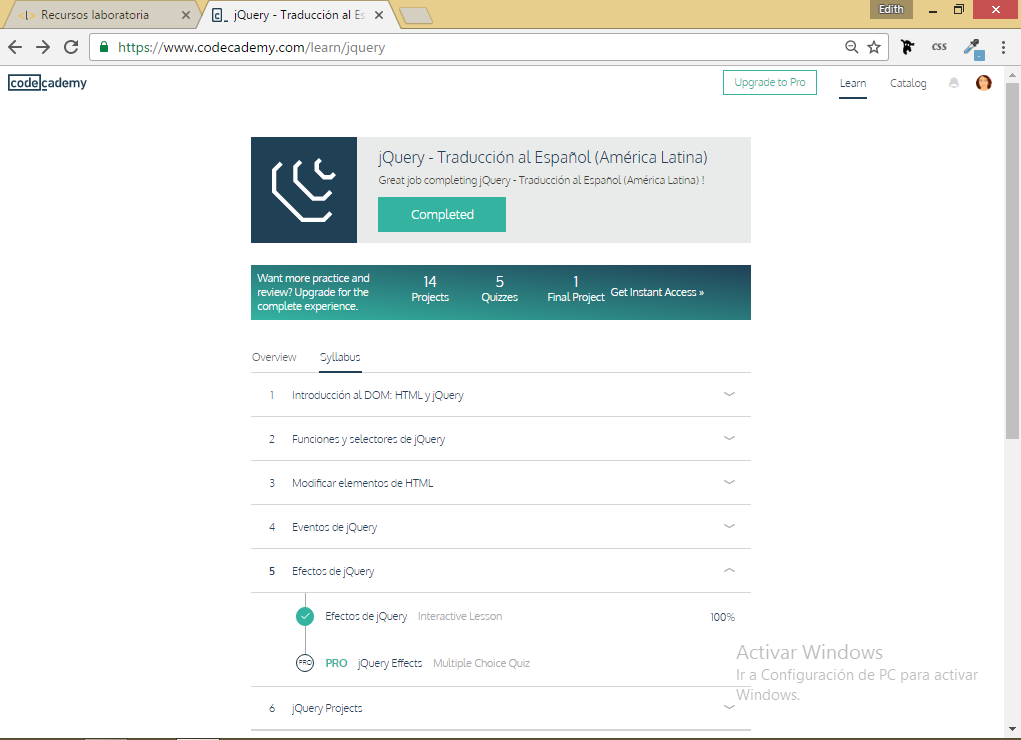 Recursos laboratoria
jQuery - Traducción al Es
Edith
https://www.codecademy.com/learn/jquery
CSS
codecademy
Upgrade to Pro
Learn
Catalog
jQuery - Traducción al Español (América Latina)
Great job completing jQuery - Traducción al Español (América Latina) !
Completed
Want more practice and
review? Upgrade for the
complete experience.
14
Projects
5
Quizzes
1
Final Project
Get Instant Access »
Overview
Syllabus
1 Introducción al DOM: HTML y jQuery
2 Funciones y selectores de jQuery
3 Modificar elementos de HTML
4 Eventos de jQuery
5 Efectos de jQuery
Efectos de jQuery Interactive Lesson 100%
PRO PRO jQuery Effects Multiple Choice Quiz
Activar Windows
Ir a Configuración de PC para activar
Windows.
6 jQuery Projects